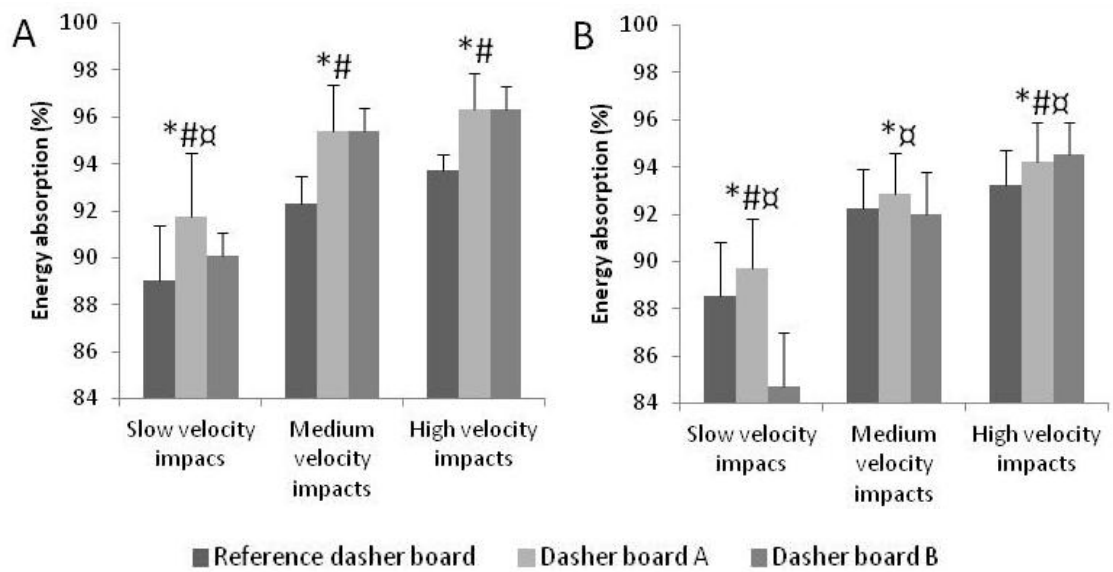 A
Energy absorption (%)
100
98
96
94
92
90
88
86
84
*#¤
*#
*#
Slow velocity
impacs
Medium
velocity
impacts
High velocity
impacts
B
Energy absorption (%)
100
98
96
94
92
90
88
86
84
*#¤
*¤
*#¤
Slow velocity
impacs
Medium
velocity
impacts
High velocity
impacts
Reference dasher board
Dasher board A
Dasher board B